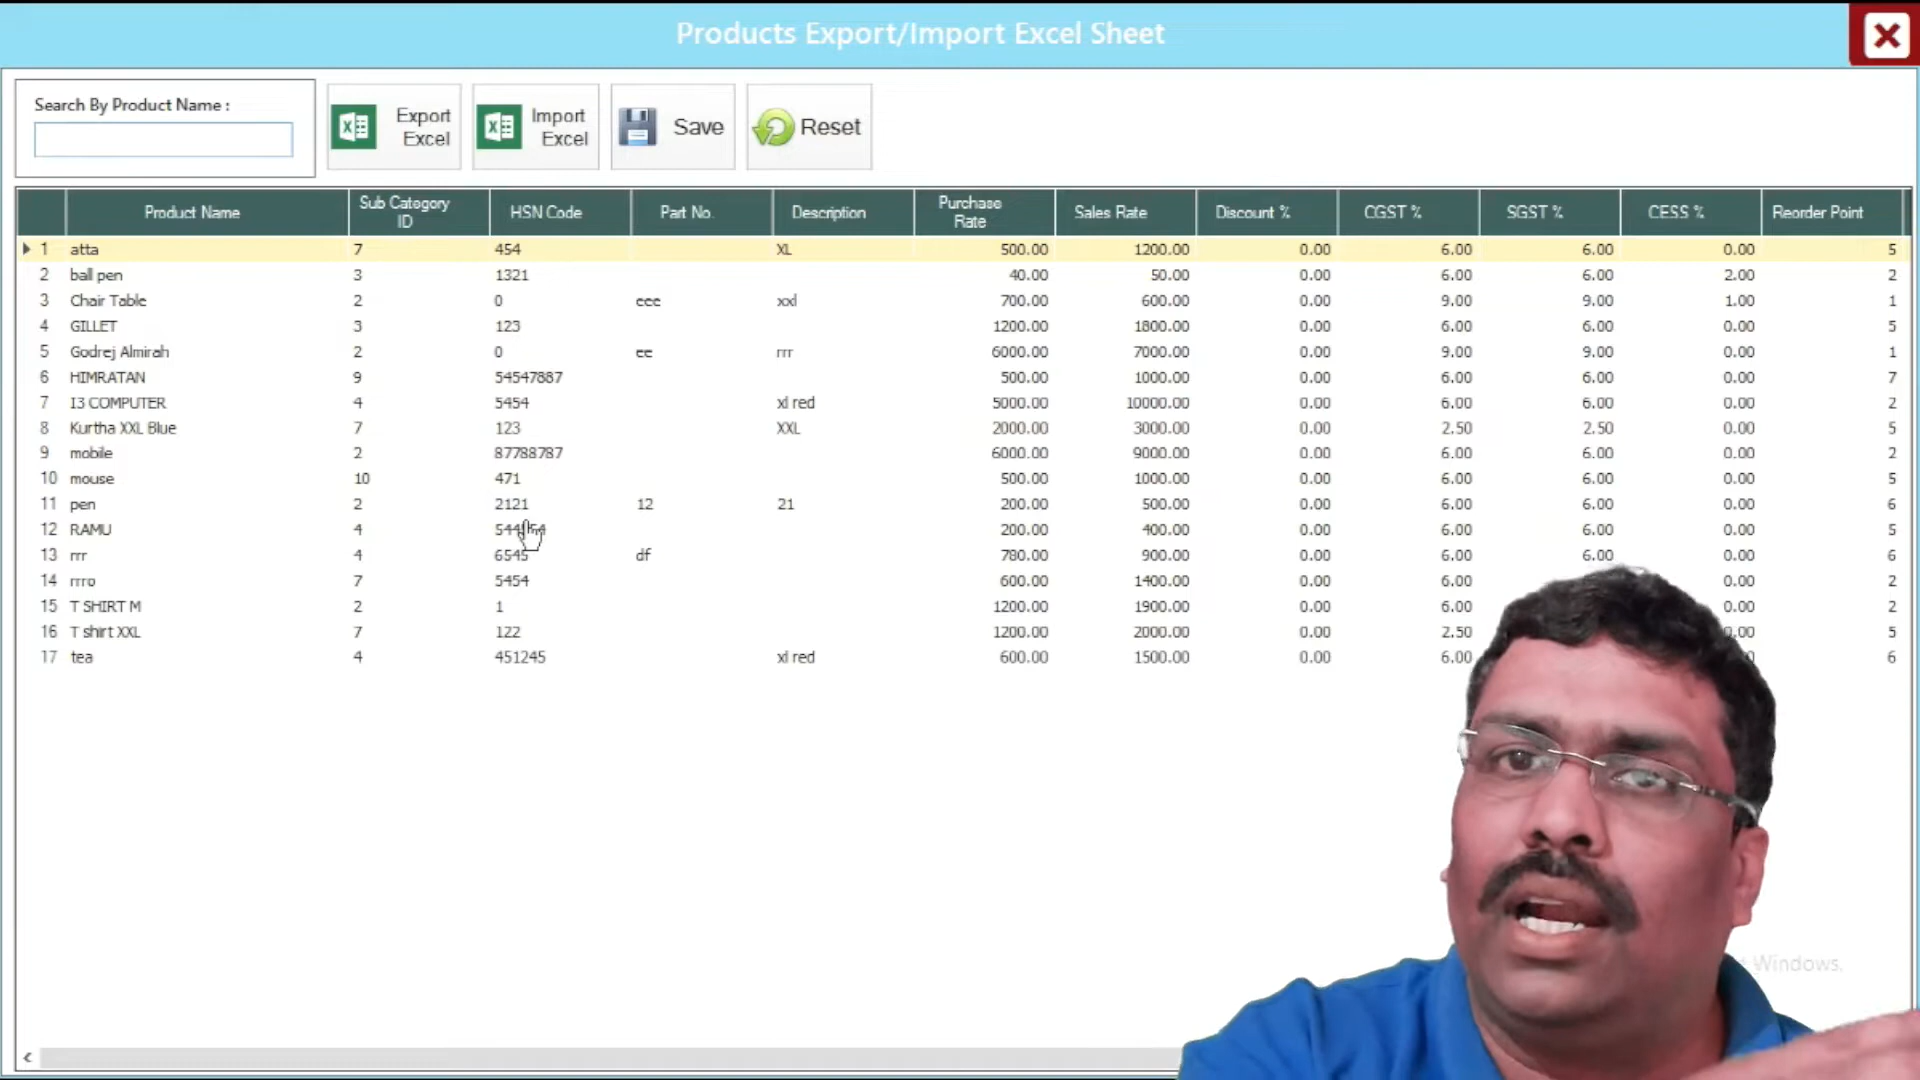 Products Export/Import Excel Sheet
Search By Product Name :
Export Excel
Import Excel
Save
Reset
Product Name Sub Category ID HSN Code Part No. Description Purchase Rate Sales Rate Discount % CGST % SGST % CESS % Reorder Point
1 atta 7 454 XL 500.00 1200.00 0.00 6.00 6.00 0.00 5
2 ball pen 3 1321 40.00 50.00 0.00 6.00 6.00 2.00 2
3 Chair Table 2 0 eee xxl 700.00 600.00 0.00 9.00 9.00 1.00 1
4 GILLET 3 123 1200.00 1800.00 0.00 6.00 6.00 0.00 5
5 Godrej Almirah 2 0 ee rrr 6000.00 7000.00 0.00 9.00 9.00 0.00 1
6 HIMRATAN 9 54547887 500.00 1000.00 0.00 6.00 6.00 0.00 7
7 I3 COMPUTER 4 5454 xl red 5000.00 10000.00 0.00 6.00 6.00 0.00 2
8 Kurtha XXL Blue 7 123 XXL 2000.00 3000.00 0.00 2.50 2.50 0.00 5
9 mobile 2 87788787 6000.00 9000.00 0.00 6.00 6.00 0.00 2
10 mouse 10 471 500.00 1000.00 0.00 6.00 6.00 0.00 5
11 pen 2 2121 12 21 200.00 500.00 0.00 6.00 6.00 0.00 6
12 RAMU 4 200.00 400.00 0.00 6.00 6.00 0.00 5
13 rrr 4 6545 df 780.00 900.00 0.00 6.00 6.00 0.00 6
14 rrro 7 5454 600.00 1400.00 0.00 6.00 0.00 2
15 T SHIRT M 2 1 1200.00 1900.00 0.00 6.00 0.00 2
16 T shirt XXL 7 122 1200.00 2000.00 0.00 2.50 5
17 tea 4 451245 xl red 600.00 1500.00 0.00 6.00 6
Windows.